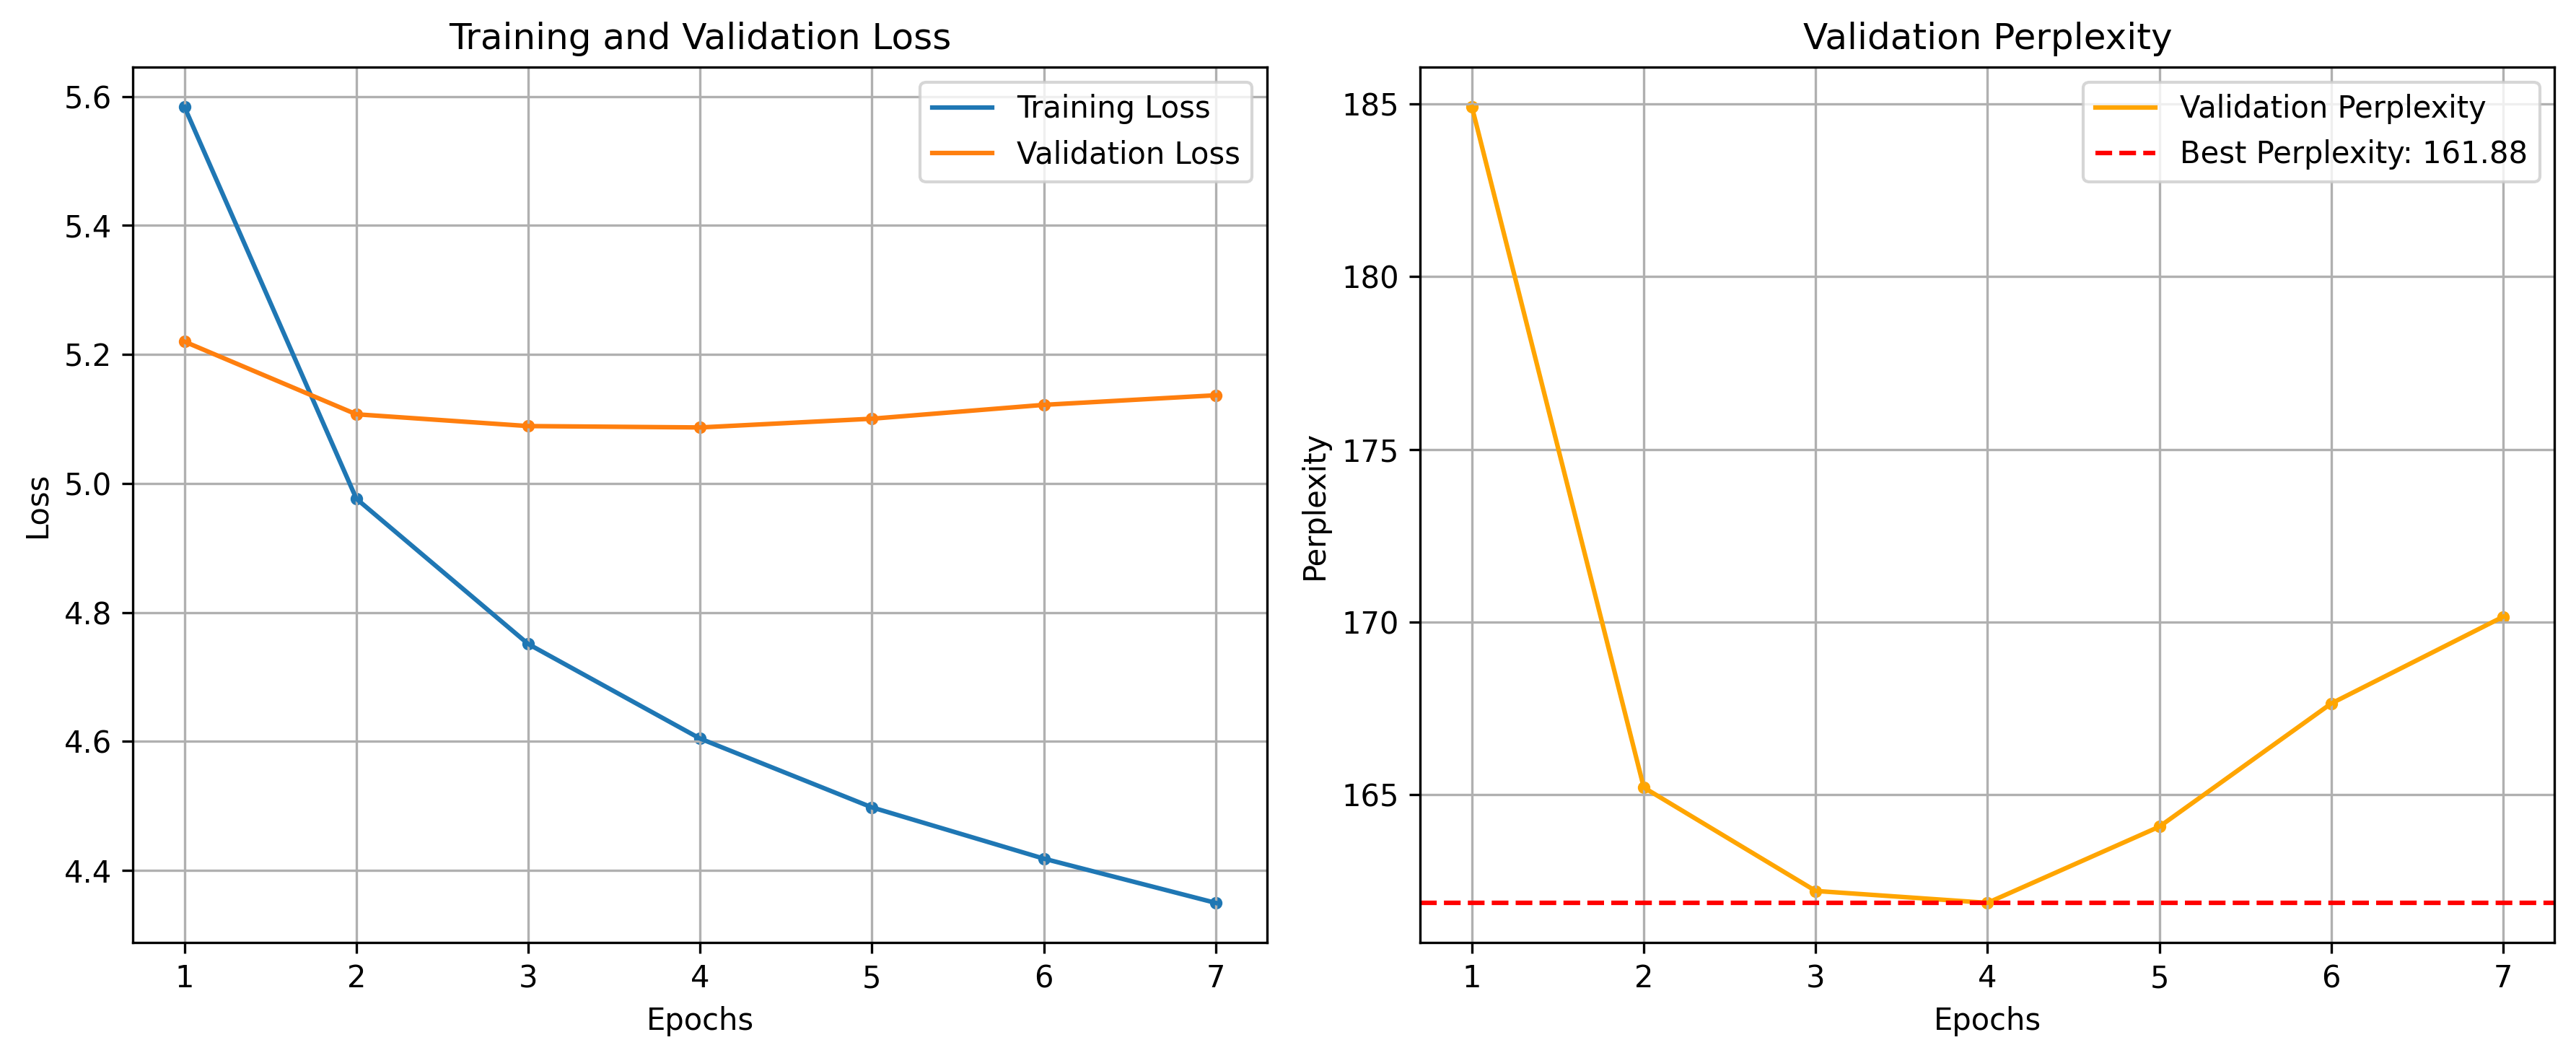 Training and Validation Loss
Training Loss
Validation Loss
5.6
5.4
5.2
5.0
4.8
4.6
4.4
Loss
1 2 3 4 5 6 7
Epochs
Validation Perplexity
Validation Perplexity
Best Perplexity: 161.88
185
180
175
170
165
Perplexity
1 2 3 4 5 6 7
Epochs